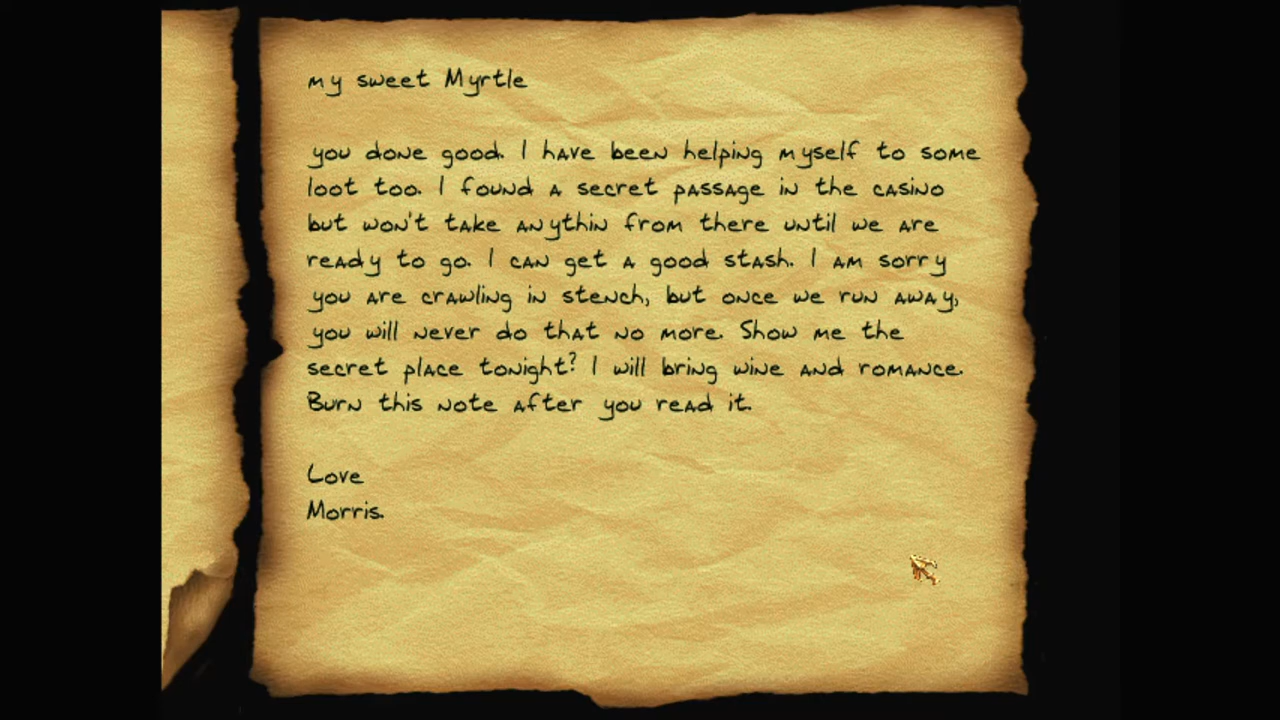 my sweet Myrtle
you done good. I have been helping myself to some
loot too. I found a secret passage in the casino
but won't take anythin from there until we are
ready to go. I can get a good stash. I am sorry
you are crawling in stench, but once we run away,
you will never do that no more. Show me the
secret place tonight? I will bring wine and romance.
Burn this note after you read it.
Love
Morris.